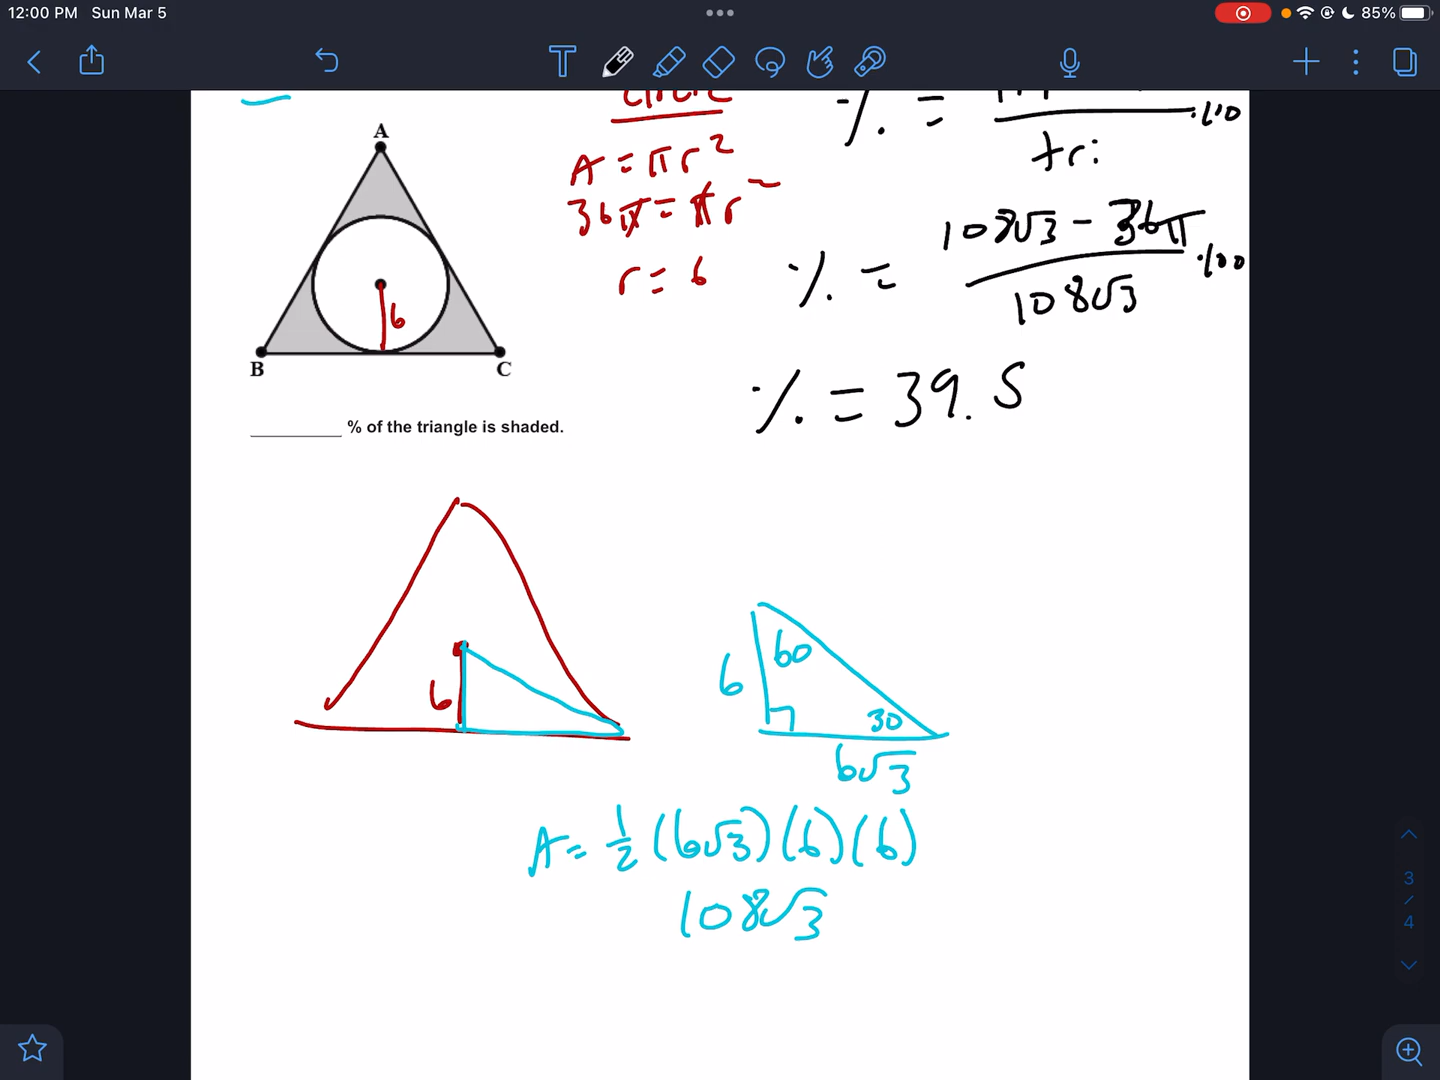 12:00 PM Sun Mar 5
85%
A = πr²
36π = πr²
r = 6
·100
tri
% = 108√3 - 36π
·100
108√3
% = 39.5
A
6
B
C
% of the triangle is shaded.
6
60
6
30
6√3
A = 1/2 (6√3)(6)(6)
108√3
3
/
4